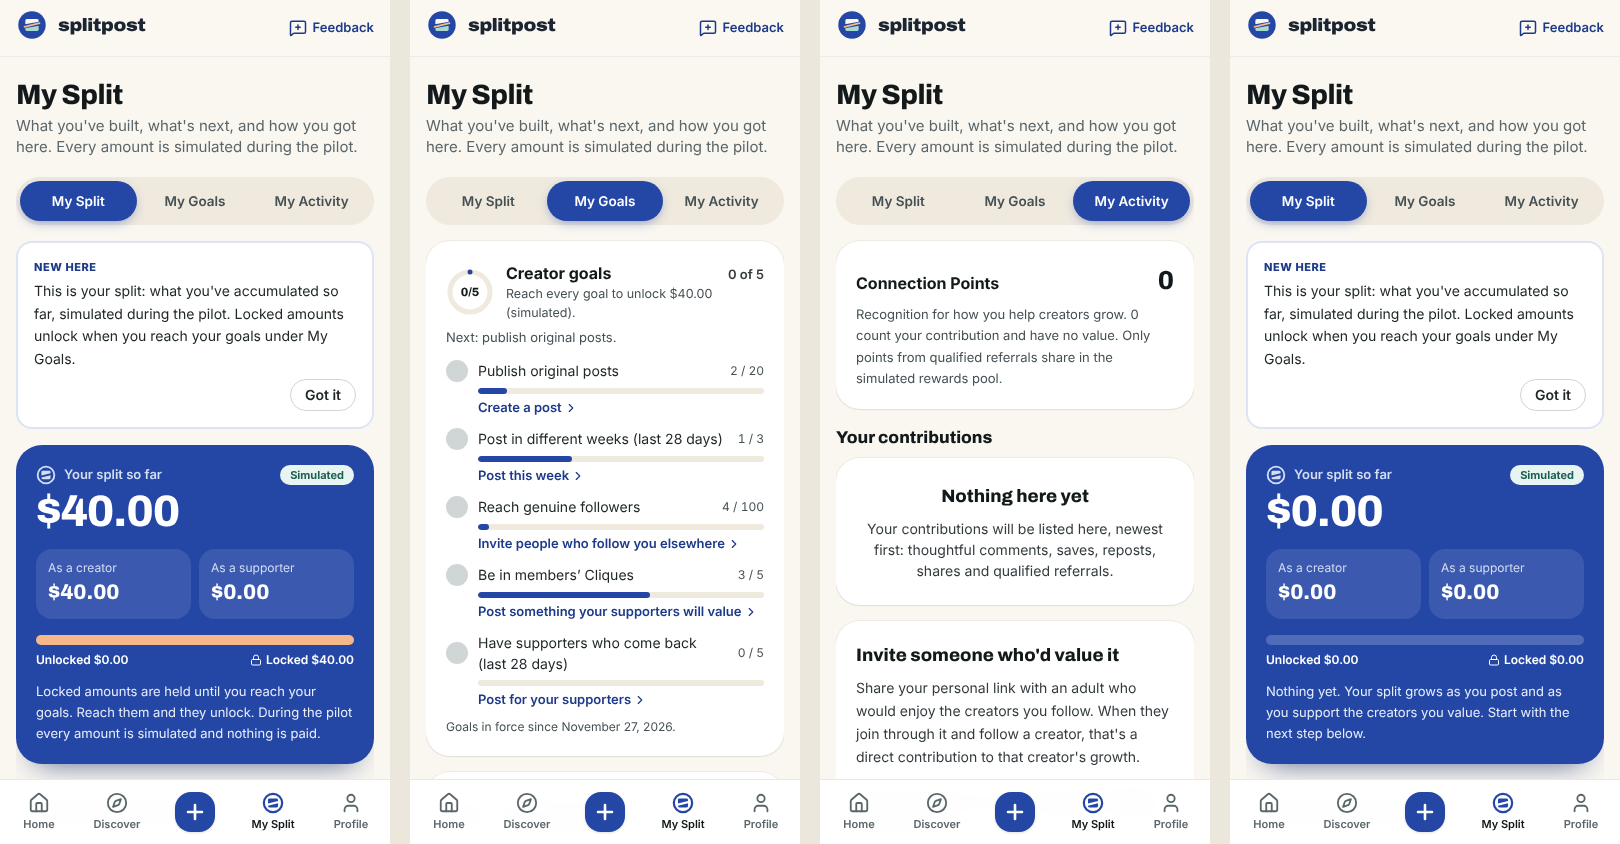 splitpost
Feedback
My Split
What you've built, what's next, and how you got
here. Every amount is simulated during the pilot.
My Split
My Goals
My Activity
NEW HERE
This is your split: what you've accumulated so
far, simulated during the pilot. Locked amounts
unlock when you reach your goals under My
Goals.
Got it
Your split so far
Simulated
$40.00
As a creator
$40.00
As a supporter
$0.00
Unlocked $0.00
Locked $40.00
Locked amounts are held until you reach your
goals. Reach them and they unlock. During the pilot
every amount is simulated and nothing is paid.
Home
Discover
My Split
Profile
splitpost
Feedback
My Split
What you've built, what's next, and how you got
here. Every amount is simulated during the pilot.
My Split
My Goals
My Activity
0/5
Creator goals
0 of 5
Reach every goal to unlock $40.00
(simulated).
Next: publish original posts.
Publish original posts
2 / 20
Create a post
Post in different weeks (last 28 days)
1 / 3
Post this week
Reach genuine followers
4 / 100
Invite people who follow you elsewhere
Be in members’ Cliques
3 / 5
Post something your supporters will value
Have supporters who come back
(last 28 days)
0 / 5
Post for your supporters
Goals in force since November 27, 2026.
Home
Discover
My Split
Profile
splitpost
Feedback
My Split
What you've built, what's next, and how you got
here. Every amount is simulated during the pilot.
My Split
My Goals
My Activity
Connection Points
0
Recognition for how you help creators grow. 0
count your contribution and have no value. Only
points from qualified referrals share in the
simulated rewards pool.
Your contributions
Nothing here yet
Your contributions will be listed here, newest
first: thoughtful comments, saves, reposts,
shares and qualified referrals.
Invite someone who'd value it
Share your personal link with an adult who
would enjoy the creators you follow. When they
join through it and follow a creator, that's a
direct contribution to that creator's growth.
Home
Discover
My Split
Profile
splitpost
Feedback
My Split
What you've built, what's next, and how you got
here. Every amount is simulated during the pilot.
My Split
My Goals
My Activity
NEW HERE
This is your split: what you've accumulated so
far, simulated during the pilot. Locked amounts
unlock when you reach your goals under My
Goals.
Got it
Your split so far
Simulated
$0.00
As a creator
$0.00
As a supporter
$0.00
Unlocked $0.00
Locked $0.00
Nothing yet. Your split grows as you post and as
you support the creators you value. Start with the
next step below.
Home
Discover
My Split
Profile